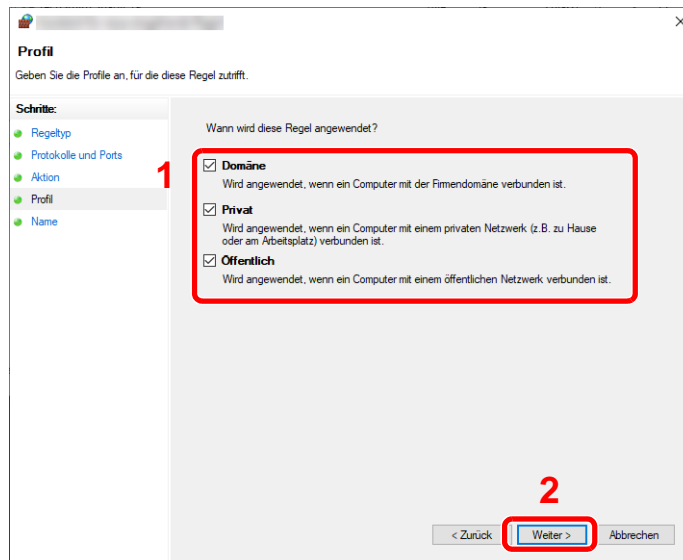 Profil
Geben Sie die Profile an, für die diese Regel zutrifft.
Schritte:
Regeltyp
Protokolle und Ports
Aktion
Profil
Name
Wann wird diese Regel angewendet?
1
Domäne
Wird angewendet, wenn ein Computer mit der Firmendomäne verbunden ist.
Privat
Wird angewendet, wenn ein Computer mit einem privaten Netzwerk (z.B. zu Hause
oder am Arbeitsplatz) verbunden ist.
Öffentlich
Wird angewendet, wenn ein Computer mit einem öffentlichen Netzwerk verbunden ist.
2
< Zurück
Weiter >
Abbrechen